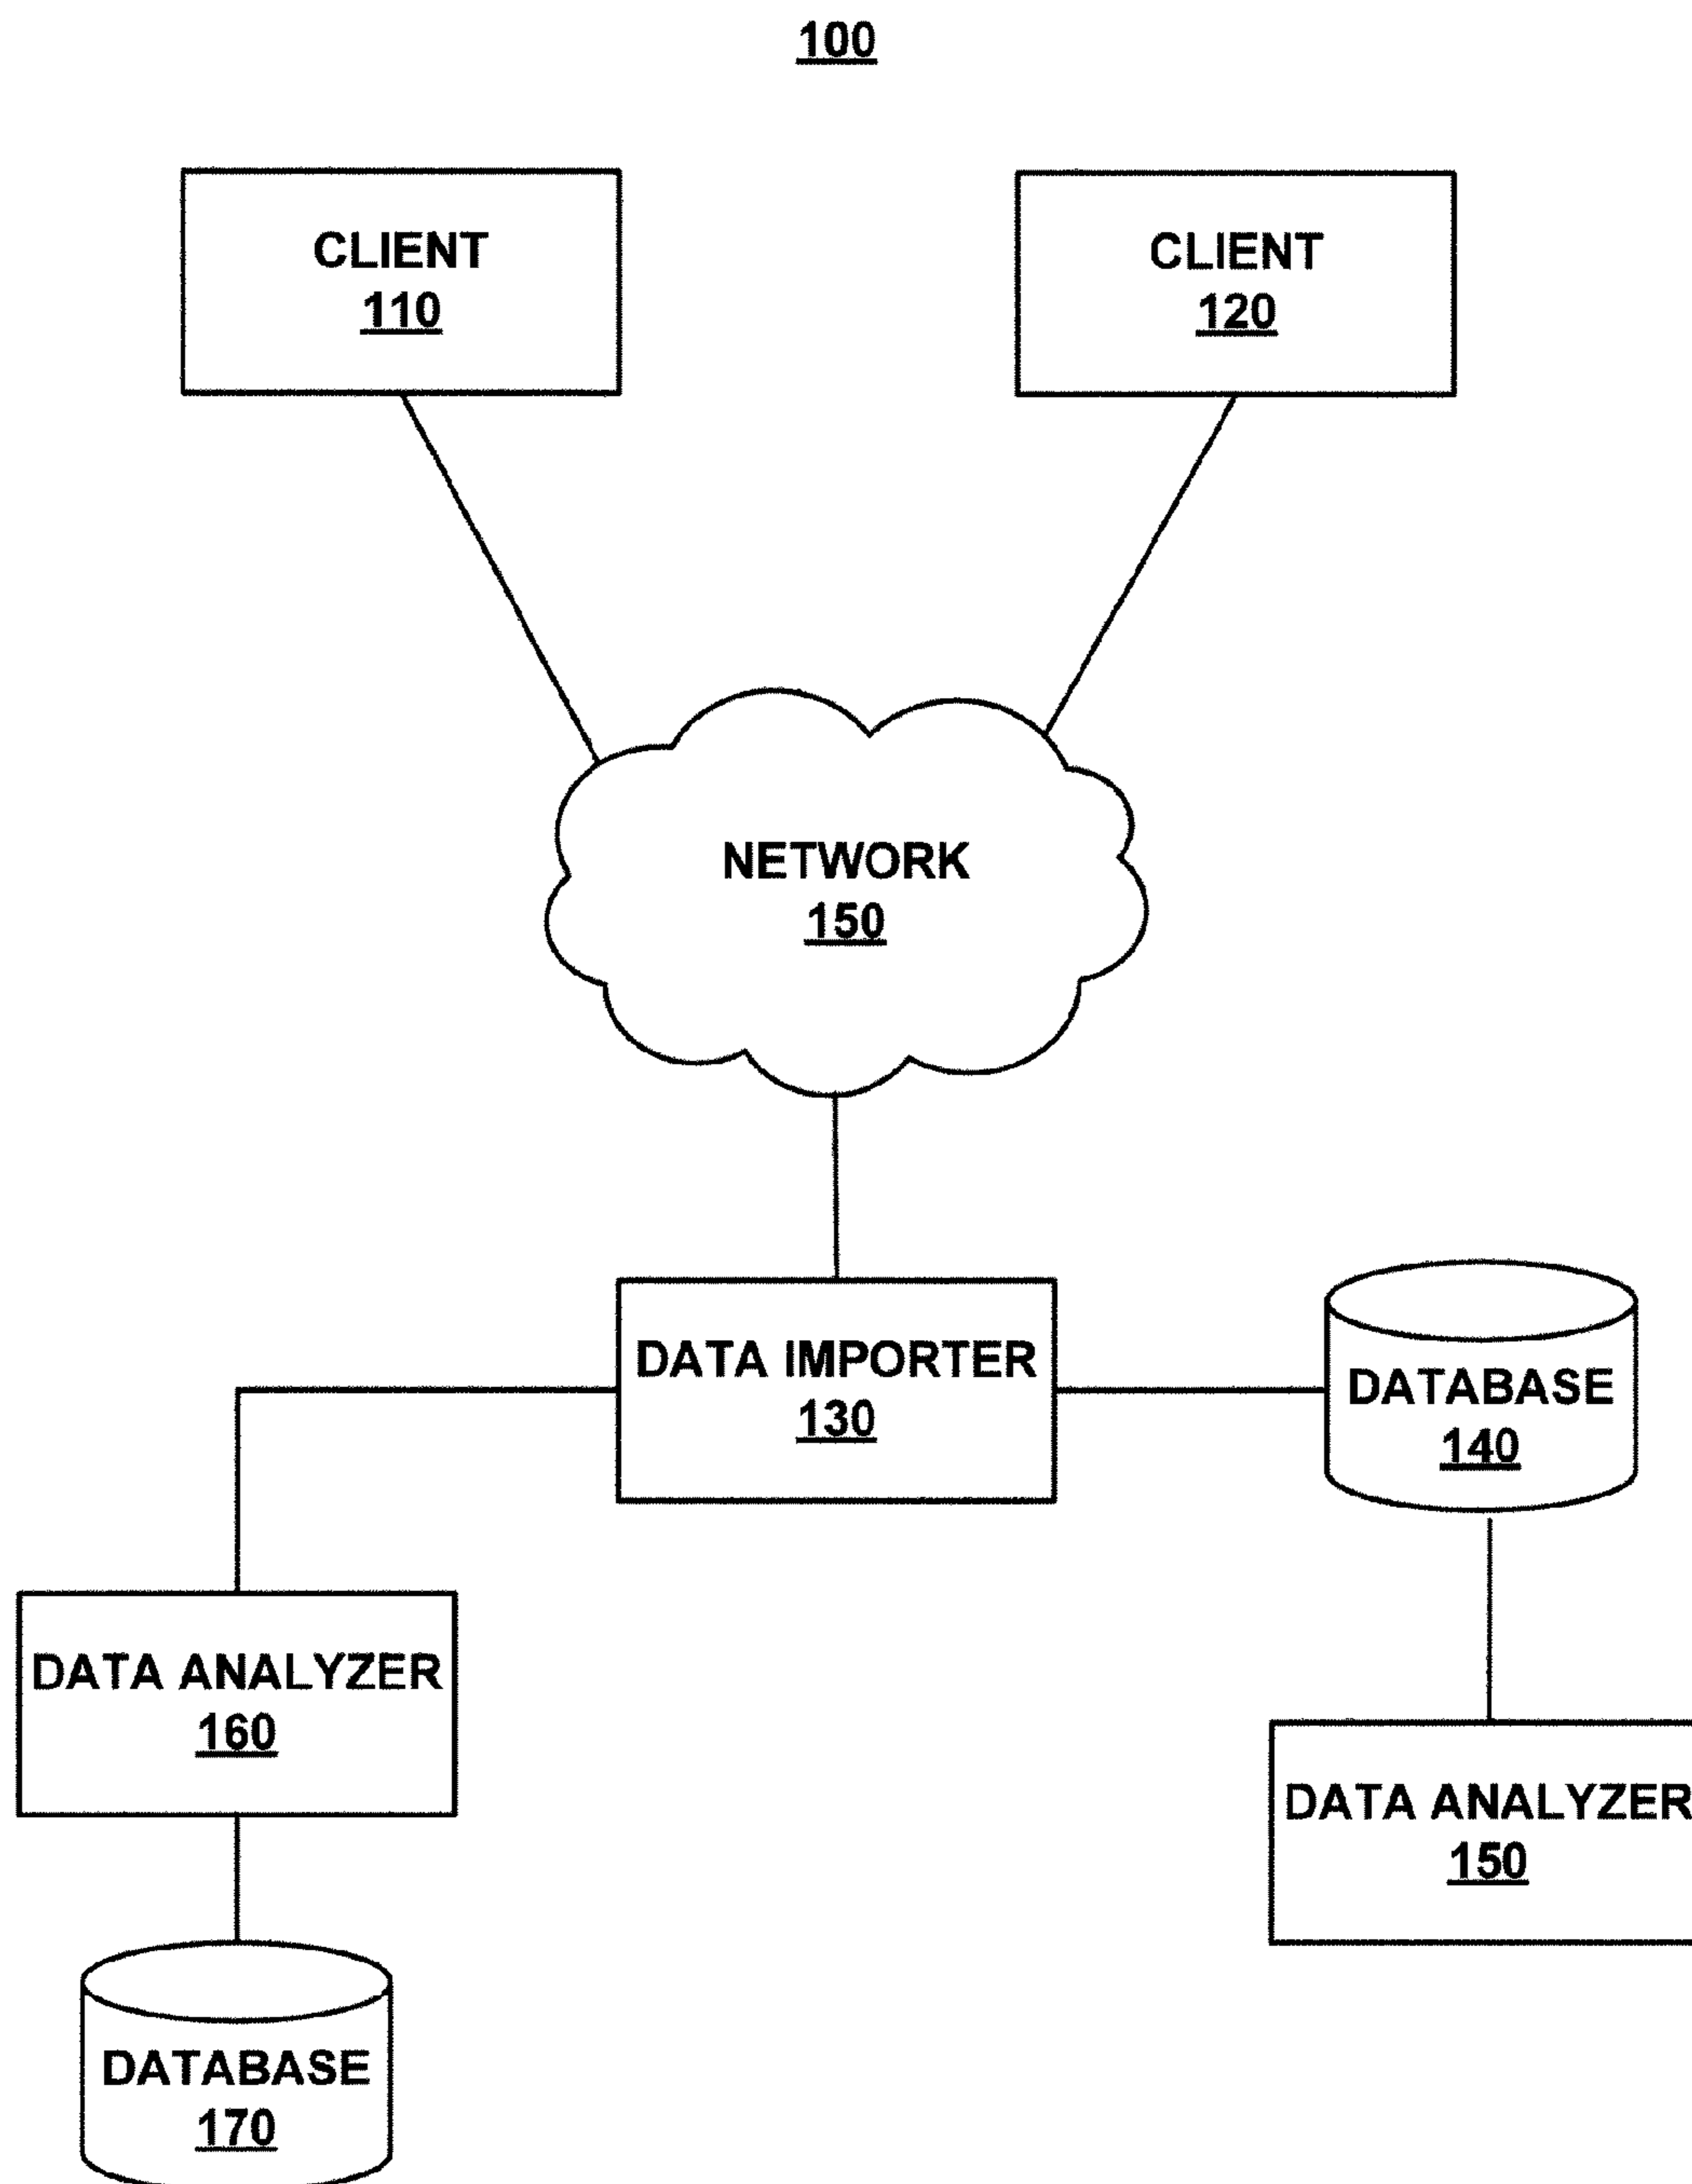 100
CLIENT
110
CLIENT
120
NETWORK
150
DATA IMPORTER
130
DATABASE
140
DATA ANALYZER
160
DATA ANALYZER
150
DATABASE
170